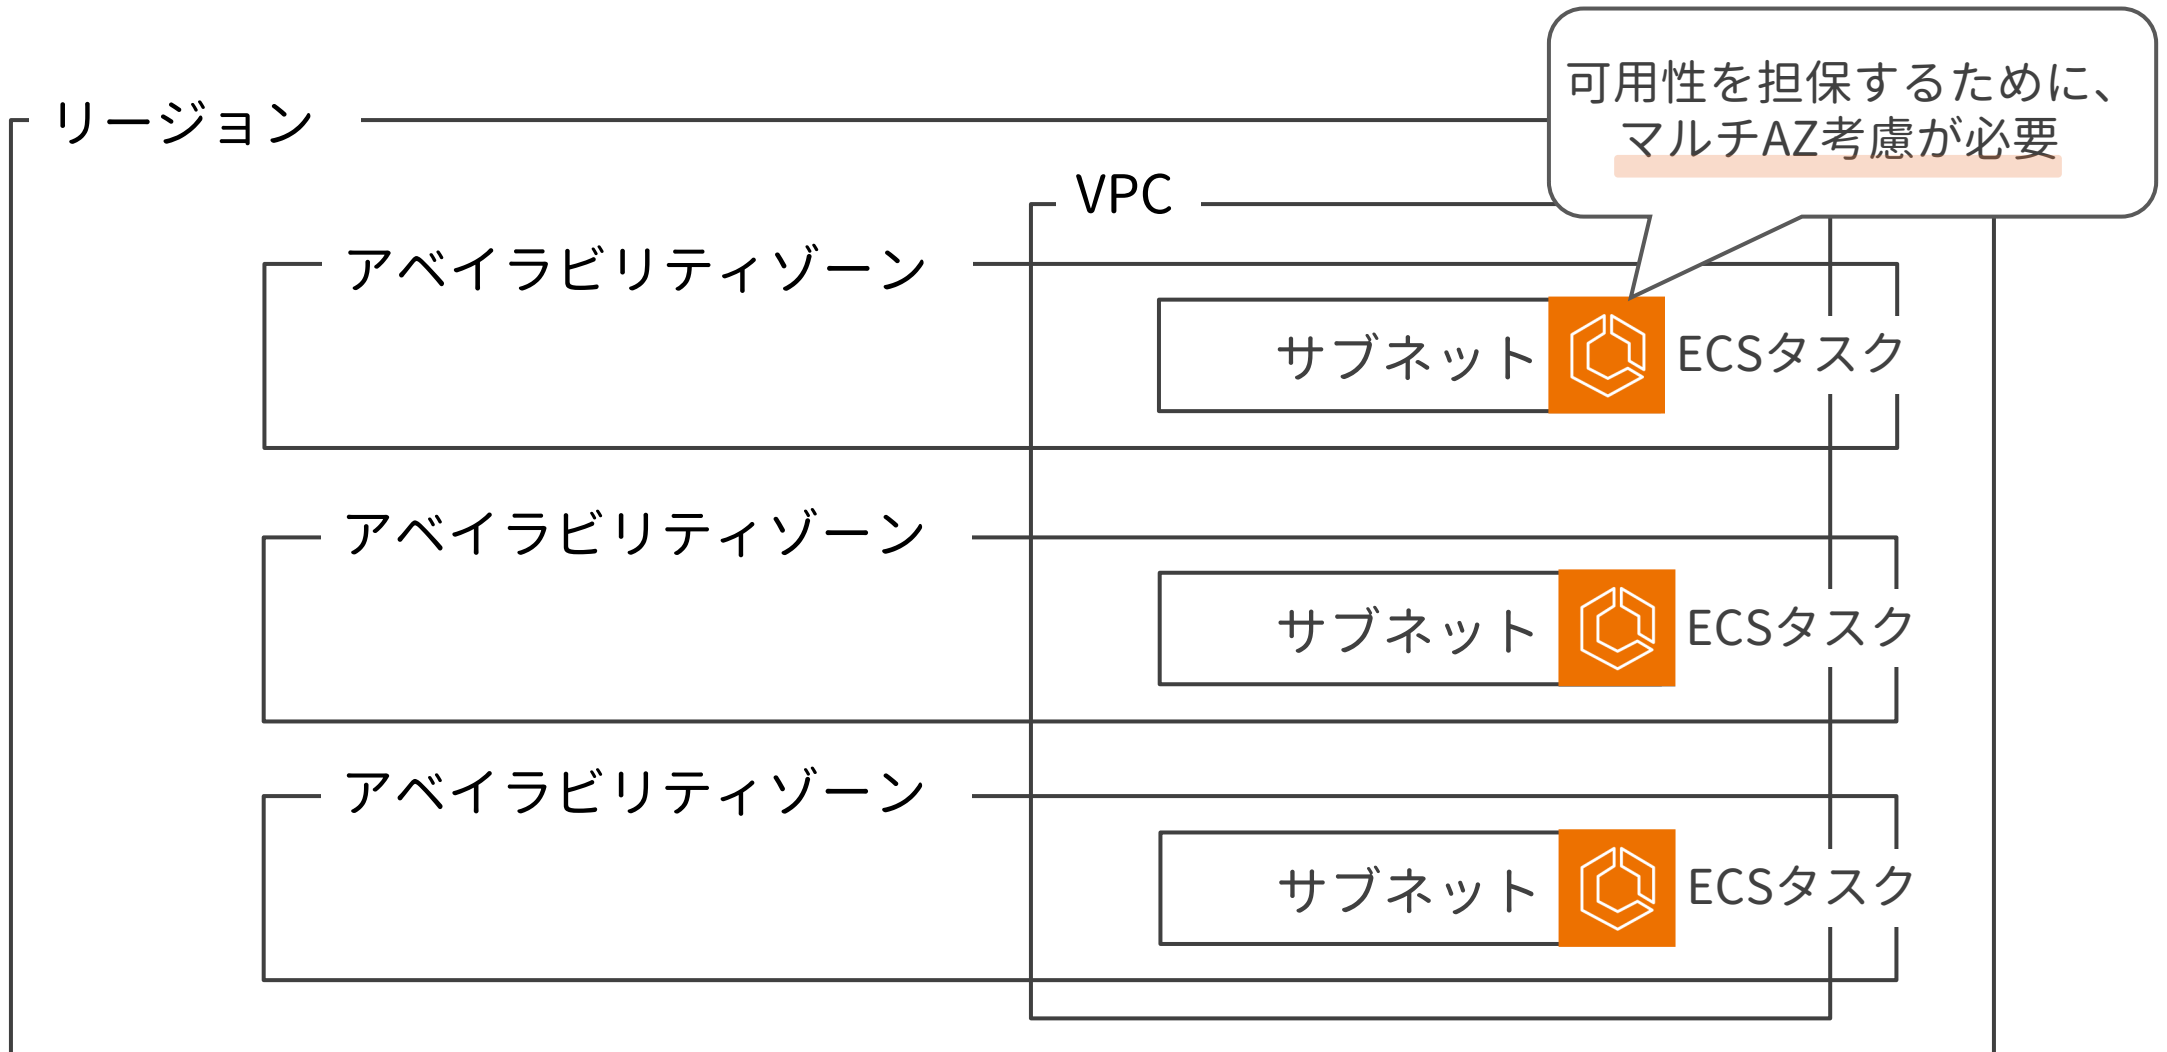 可用性を担保するために、
マルチAZ考慮が必要
リージョン
VPC
アベイラビリティゾーン
サブネット
ECSタスク
アベイラビリティゾーン
サブネット
ECSタスク
アベイラビリティゾーン
サブネット
ECSタスク